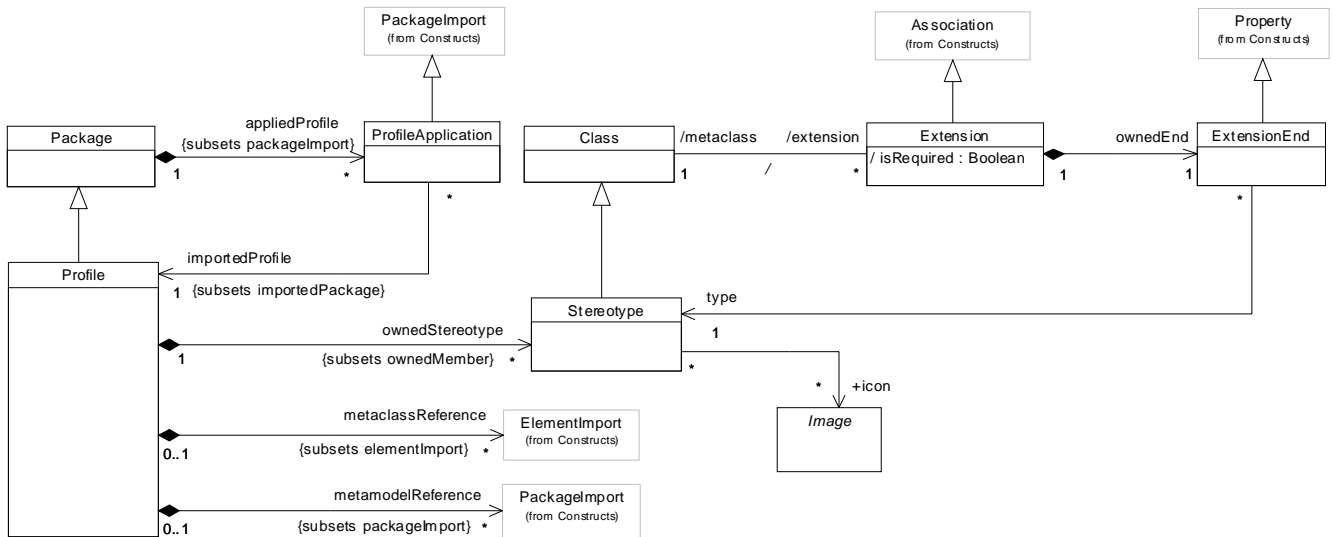 PackageImport
(from Constructs)
Association
(from Constructs)
Property
(from Constructs)
Package
appliedProfile
{subsets packageImport}
1
*
ProfileApplication
Class
/metaclass
/extension
1
/
*
Extension
/ isRequired : Boolean
ownedEnd
1
1
ExtensionEnd
*
*
importedProfile
1
{subsets importedPackage}
Profile
type
1
Stereotype
ownedStereotype
1
{subsets ownedMember}
*
*
*
+icon
Image
metaclassReference
0..1
{subsets elementImport}
*
ElementImport
(from Constructs)
metamodelReference
0..1
{subsets packageImport}
*
PackageImport
(from Constructs)